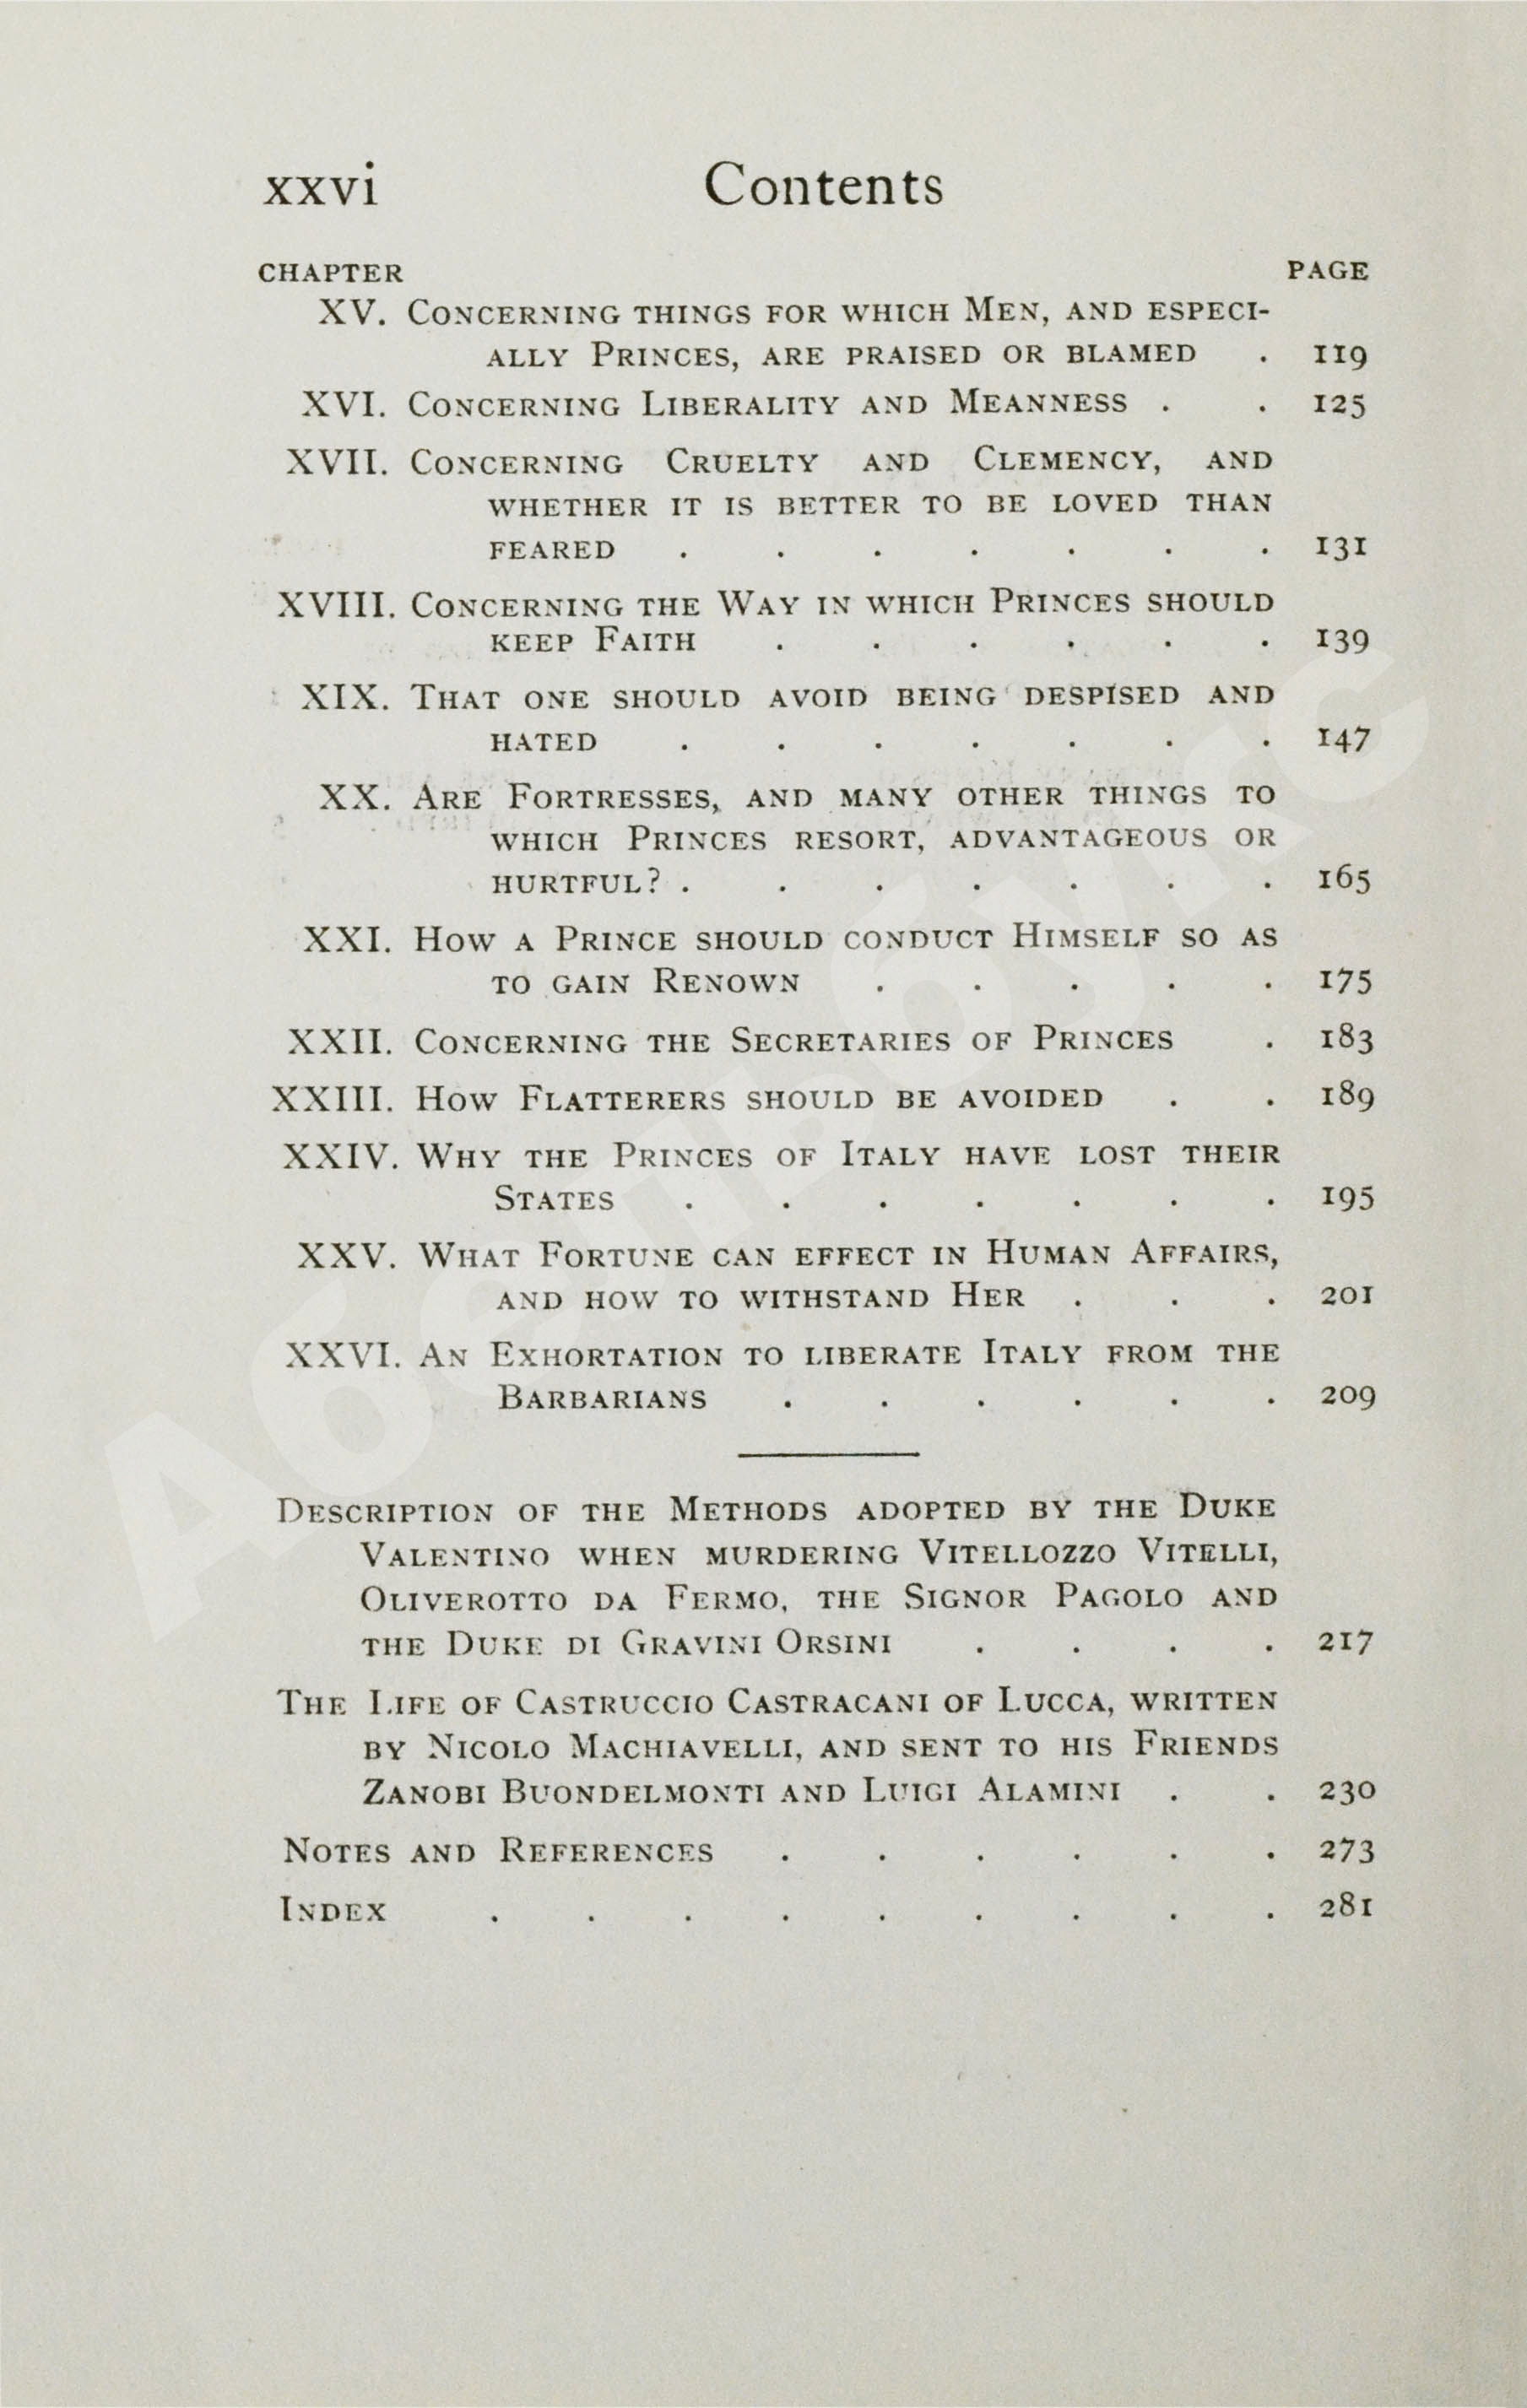 xxvi Contents
CHAPTER PAGE
XV. CONCERNING THINGS FOR WHICH MEN, AND ESPECI-
ALLY PRINCES, ARE PRAISED OR BLAMED . 119
XVI. CONCERNING LIBERALITY AND MEANNESS . . 125
XVII. CONCERNING CRUELTY AND CLEMENCY, AND
WHETHER IT IS BETTER TO BE LOVED THAN
FEARED . . . . . . . 131
XVIII. CONCERNING THE WAY IN WHICH PRINCES SHOULD
KEEP FAITH . . . . . . 139
XIX. THAT ONE SHOULD AVOID BEING DESPISED AND
HATED . . . . . . . 147
XX. ARE FORTRESSES, AND MANY OTHER THINGS TO
WHICH PRINCES RESORT, ADVANTAGEOUS OR
HURTFUL? . . . . . . . 165
XXI. HOW A PRINCE SHOULD CONDUCT HIMSELF SO AS
TO GAIN RENOWN . . . . . 175
XXII. CONCERNING THE SECRETARIES OF PRINCES . 183
XXIII. HOW FLATTERERS SHOULD BE AVOIDED . . 189
XXIV. WHY THE PRINCES OF ITALY HAVE LOST THEIR
STATES . . . . . . . 195
XXV. WHAT FORTUNE CAN EFFECT IN HUMAN AFFAIRS,
AND HOW TO WITHSTAND HER . . . 201
XXVI. AN EXHORTATION TO LIBERATE ITALY FROM THE
BARBARIANS . . . . . . 209
DESCRIPTION OF THE METHODS ADOPTED BY THE DUKE
VALENTINO WHEN MURDERING VITELLOZZO VITELLI,
OLIVEROTTO DA FERMO, THE SIGNOR PAGOLO AND
THE DUKE DI GRAVINI ORSINI . . . . 217
THE LIFE OF CASTRUCCIO CASTRACANI OF LUCCA, WRITTEN
BY NICOLO MACHIAVELLI, AND SENT TO HIS FRIENDS
ZANOBI BUONDELMONTI AND LUIGI ALAMINI . . 230
NOTES AND REFERENCES . . . . . . 273
INDEX . . . . . . . . . 281